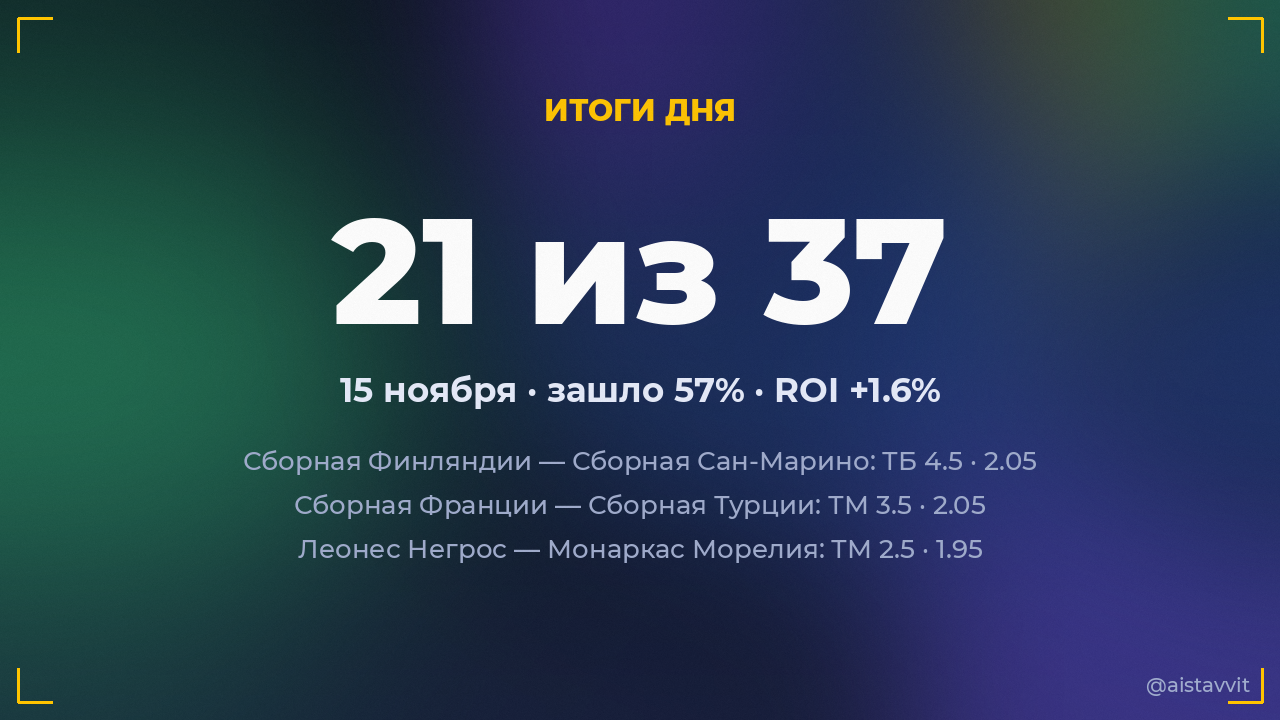 ИТОГИ ДНЯ
21 из 37
15 ноября · зашло 57% · ROI +1.6%
Сборная Финляндии — Сборная Сан-Марино: ТБ 4.5 · 2.05
Сборная Франции — Сборная Турции: ТМ 3.5 · 2.05
Леонес Негрос — Монаркас Морелия: ТМ 2.5 · 1.95
@aistavvit